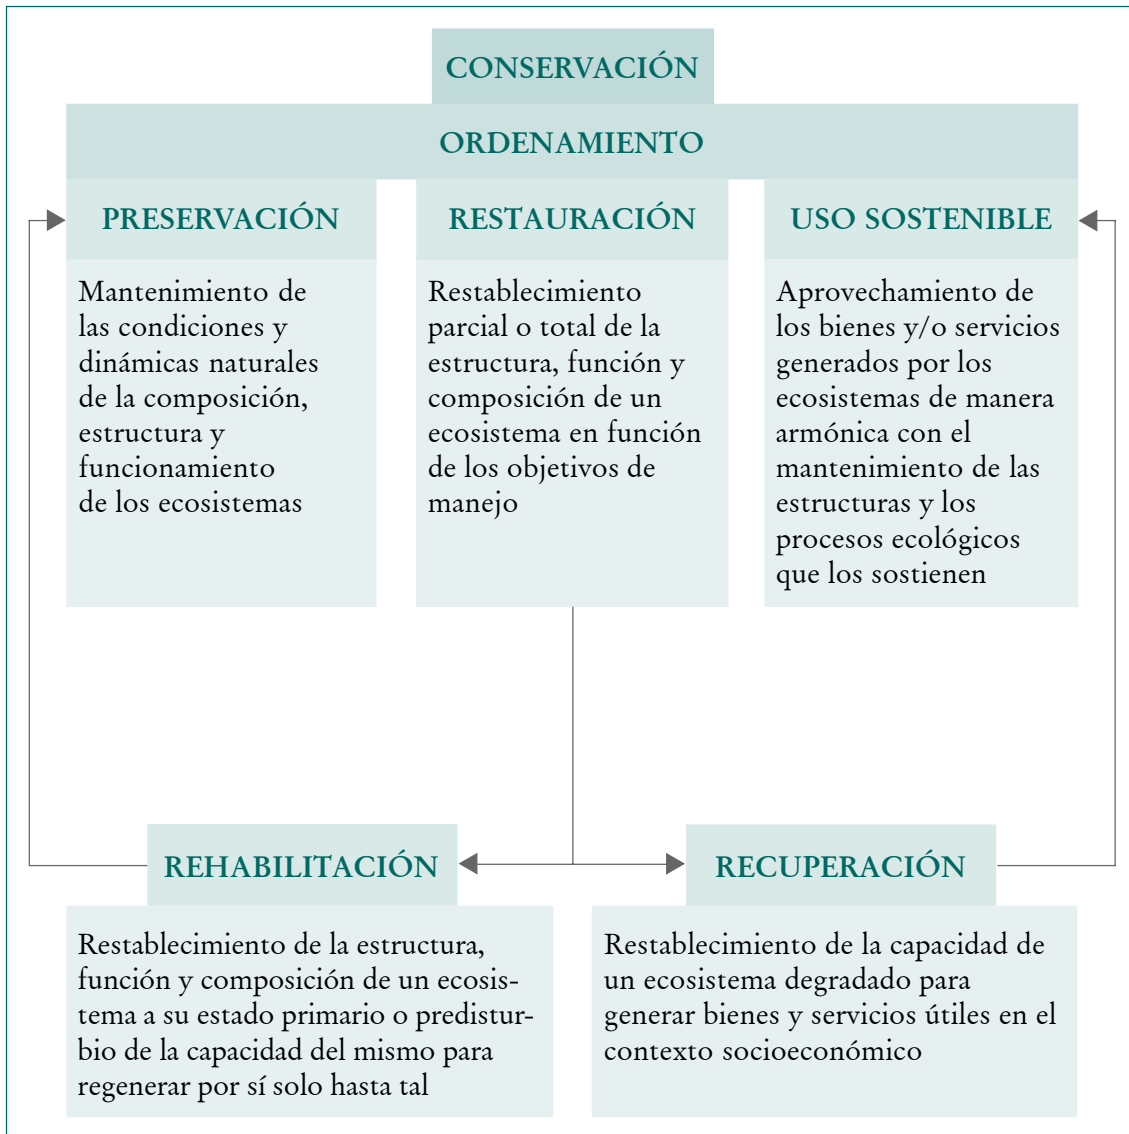 CONSERVACIÓN
ORDENAMIENTO
PRESERVACIÓN
Mantenimiento de
las condiciones y
dinámicas naturales
de la composición,
estructura y
funcionamiento
de los ecosistemas
RESTAURACIÓN
Restablecimiento
parcial o total de la
estructura, función y
composición de un
ecosistema en función
de los objetivos de
manejo
USO SOSTENIBLE
Aprovechamiento de
los bienes y/o servicios
generados por los
ecosistemas de manera
armónica con el
mantenimiento de las
estructuras y los
procesos ecológicos
que los sostienen
REHABILITACIÓN
Restablecimiento de la estructura,
función y composición de un ecosis-
tema a su estado primario o predistur-
bio de la capacidad del mismo para
regenerar por sí solo hasta tal
RECUPERACIÓN
Restablecimiento de la capacidad de
un ecosistema degradado para
generar bienes y servicios útiles en el
contexto socioeconómico